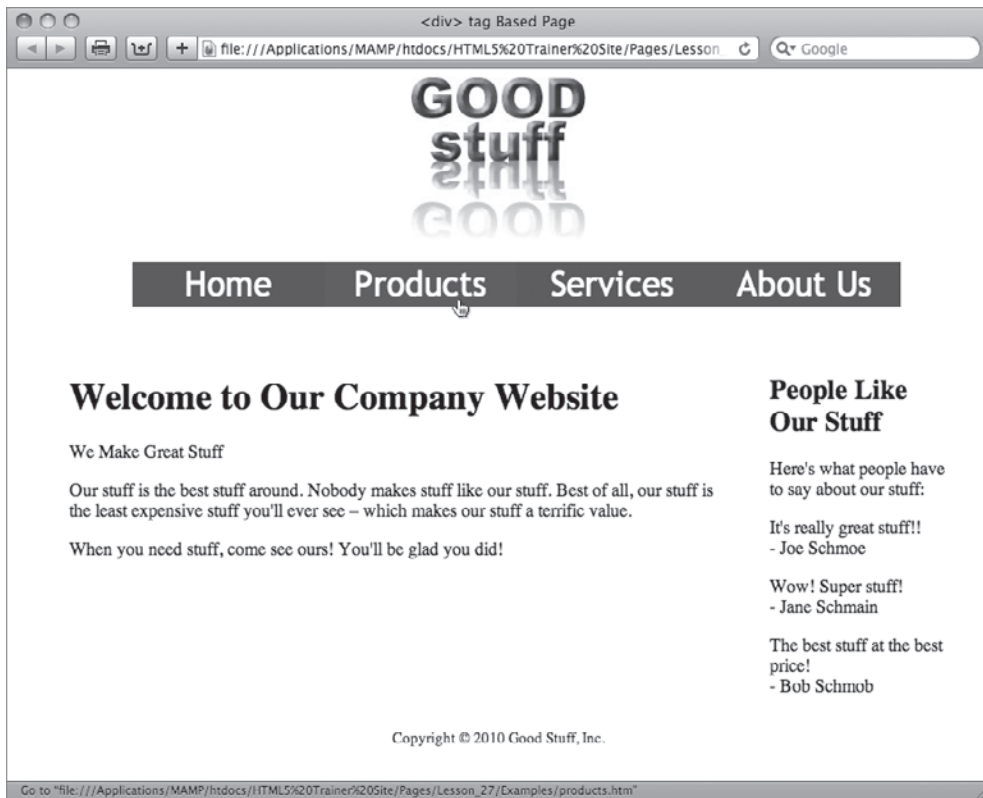 <div> tag Based Page
file:///Applications/MAMP/htdocs/HTML5%20Trainer%20Site/Pages/Lesson_
Google
GOOD
stuff
Home Products Services About Us
Welcome to Our Company Website
We Make Great Stuff
Our stuff is the best stuff around. Nobody makes stuff like our stuff. Best of all, our stuff is
the least expensive stuff you'll ever see – which makes our stuff a terrific value.
When you need stuff, come see ours! You'll be glad you did!
People Like
Our Stuff
Here's what people have
to say about our stuff:
It's really great stuff!!
- Joe Schmoe
Wow! Super stuff!
- Jane Schmain
The best stuff at the best
price!
- Bob Schmob
Copyright © 2010 Good Stuff, Inc.
Go to "file:///Applications/MAMP/htdocs/HTML5%20Trainer%20Site/Pages/Lesson_27/Examples/products.htm"